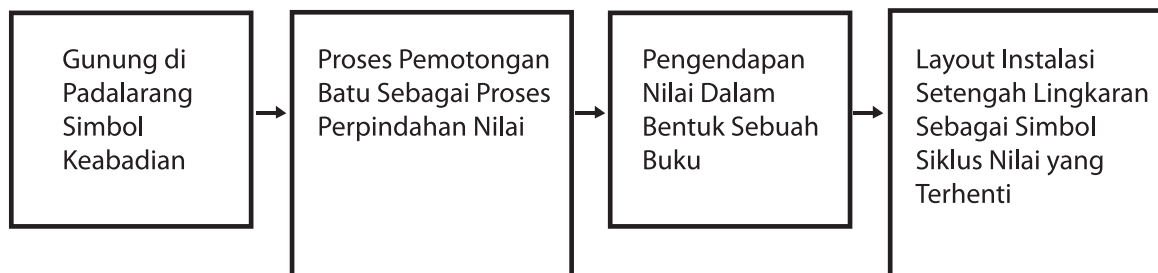 Gunung di
Padalarang
Simbol
Keabadian
Proses Pemotongan
Batu Sebagai Proses
Perpindahan Nilai
Pengendapan
Nilai Dalam
Bentuk Sebuah
Buku
Layout Instalasi
Setengah Lingkaran
Sebagai Simbol
Siklus Nilai yang
Terhenti